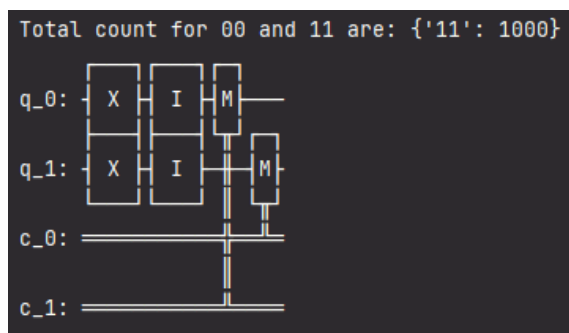 Total count for 00 and 11 are: {'11': 1000}
q_0: X I M
q_1: X I M
c_0:
c_1: